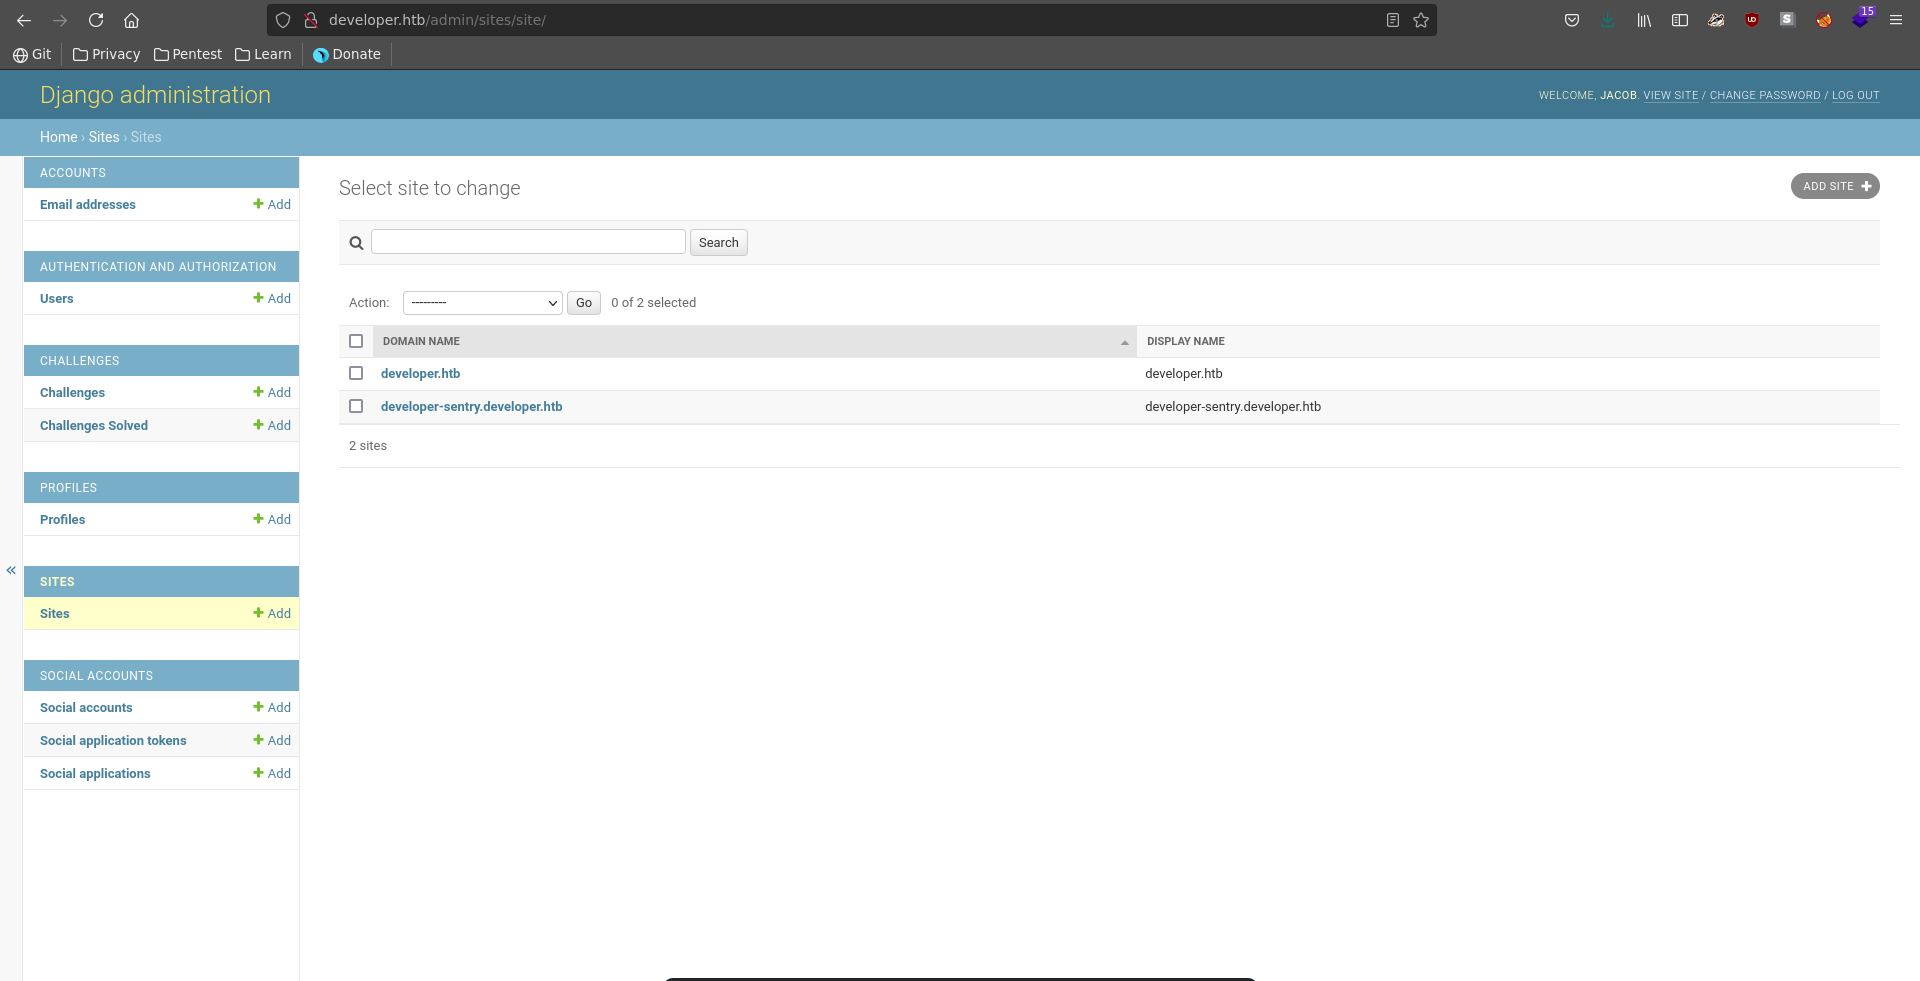 developer.htb/admin/sites/site/
15
Git Privacy Pentest Learn Donate
Django administration
WELCOME, JACOB. VIEW SITE / CHANGE PASSWORD / LOG OUT
Home › Sites › Sites
ACCOUNTS
Email addresses + Add
AUTHENTICATION AND AUTHORIZATION
Users + Add
CHALLENGES
Challenges + Add
Challenges Solved + Add
PROFILES
Profiles + Add
SITES
Sites + Add
SOCIAL ACCOUNTS
Social accounts + Add
Social application tokens + Add
Social applications + Add
«
Select site to change
ADD SITE +
Search
Action: --------- Go 0 of 2 selected
DOMAIN NAME DISPLAY NAME
developer.htb developer.htb
developer-sentry.developer.htb developer-sentry.developer.htb
2 sites